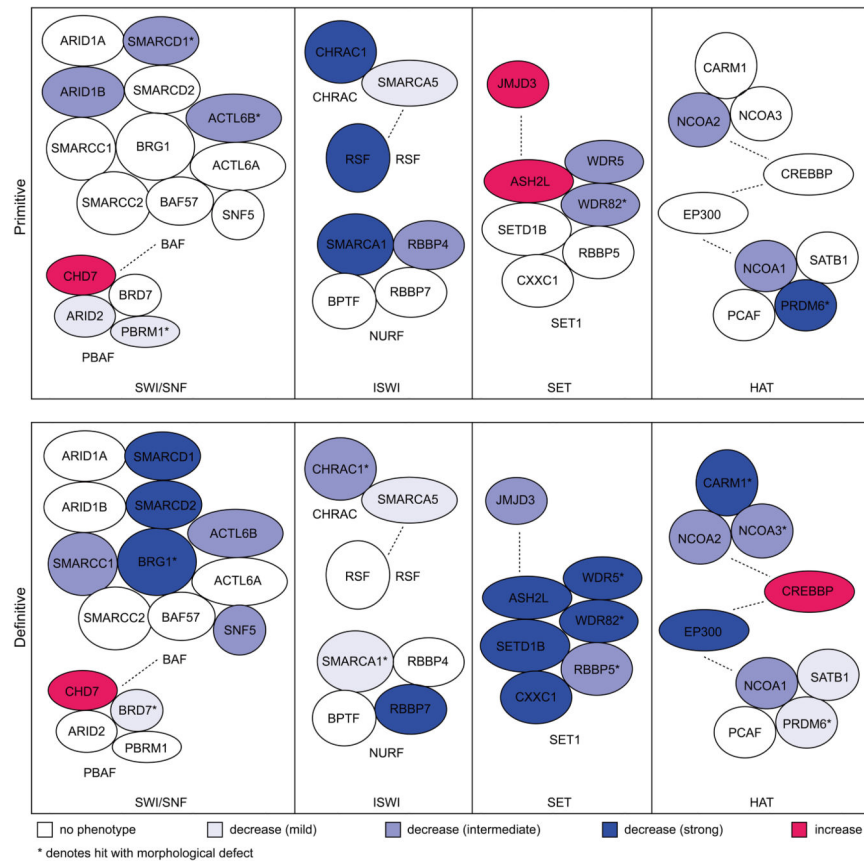 Primitive
ARID1A
SMARCD1*
ARID1B
SMARCD2
ACTL6B*
SMARCC1
BRG1
ACTL6A
SMARCC2
BAF57
SNF5
BAF
CHD7
BRD7
ARID2
PBRM1*
PBAF
SWI/SNF
CHRAC1
SMARCA5
CHRAC
RSF
RSF
SMARCA1
RBBP4
BPTF
RBBP7
NURF
ISWI
JMJD3
ASH2L
WDR5
WDR82*
SETD1B
RBBP5
CXXC1
SET1
SET
CARM1
NCOA2
NCOA3
CREBBP
EP300
NCOA1
SATB1
PCAF
PRDM6*
HAT
Definitive
ARID1A
SMARCD1
ARID1B
SMARCD2
ACTL6B
SMARCC1
BRG1*
ACTL6A
SMARCC2
BAF57
SNF5
BAF
CHD7
BRD7*
ARID2
PBRM1
PBAF
SWI/SNF
CHRAC1*
SMARCA5
CHRAC
RSF
RSF
SMARCA1*
RBBP4
BPTF
RBBP7
NURF
ISWI
JMJD3
ASH2L
WDR5*
WDR82*
SETD1B
RBBP5*
CXXC1
SET1
SET
CARM1*
NCOA2
NCOA3*
CREBBP
EP300
NCOA1
SATB1
PCAF
PRDM6*
HAT
no phenotype
decrease (mild)
decrease (intermediate)
decrease (strong)
increase
* denotes hit with morphological defect